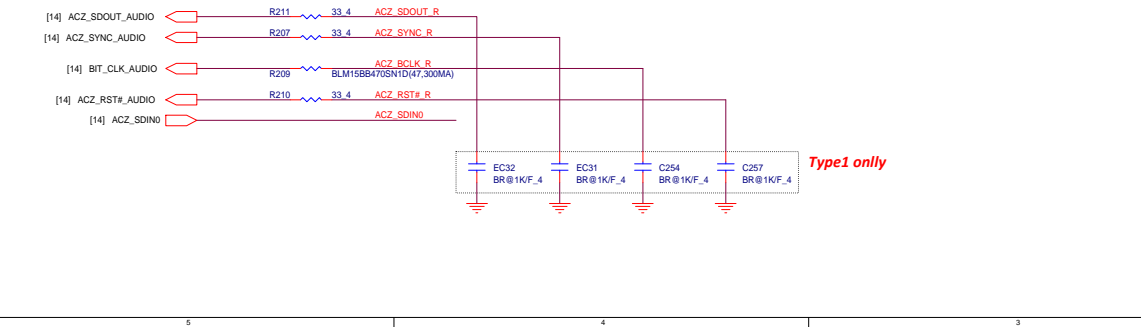 [14] ACZ_SDOUT_AUDIO R211 33_4 ACZ_SDOUT_R
[14] ACZ_SYNC_AUDIO R207 33_4 ACZ_SYNC_R
[14] BIT_CLK_AUDIO R209 BLM15BB470SN1D(47,300MA) ACZ_BCLK_R
[14] ACZ_RST#_AUDIO R210 33_4 ACZ_RST#_R
[14] ACZ_SDIN0 ACZ_SDIN0
Type1 onlly
EC32 EC31 C254 C257
BR@1K/F_4 BR@1K/F_4 BR@1K/F_4 BR@1K/F_4
5 4 3